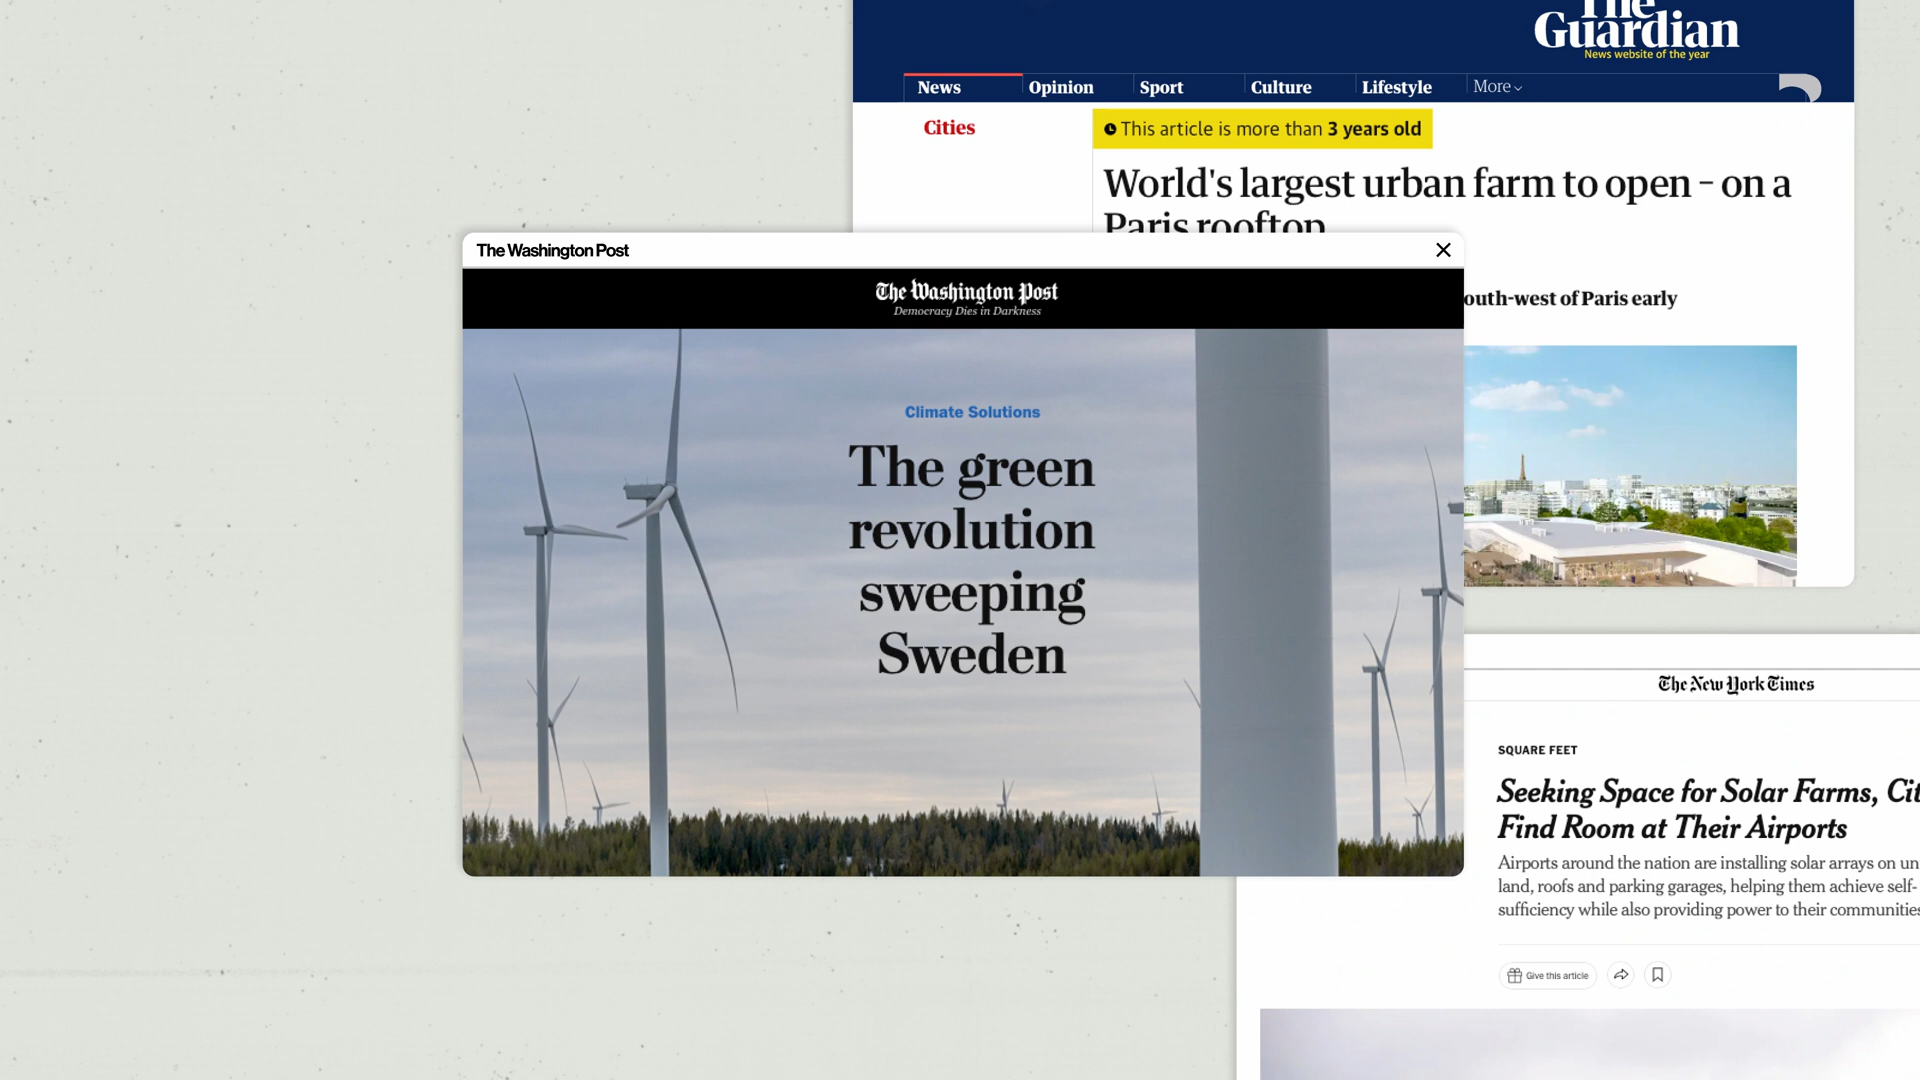 The Guardian
News website of the year
News Opinion Sport Culture Lifestyle More
Cities
This article is more than 3 years old
World's largest urban farm to open – on a
Paris rooftop
outh-west of Paris early
The Washington Post
The Washington Post
Democracy Dies in Darkness
Climate Solutions
The green
revolution
sweeping
Sweden
The New York Times
SQUARE FEET
Seeking Space for Solar Farms, Cit
Find Room at Their Airports
Airports around the nation are installing solar arrays on un
land, roofs and parking garages, helping them achieve self-
sufficiency while also providing power to their communities
Give this article